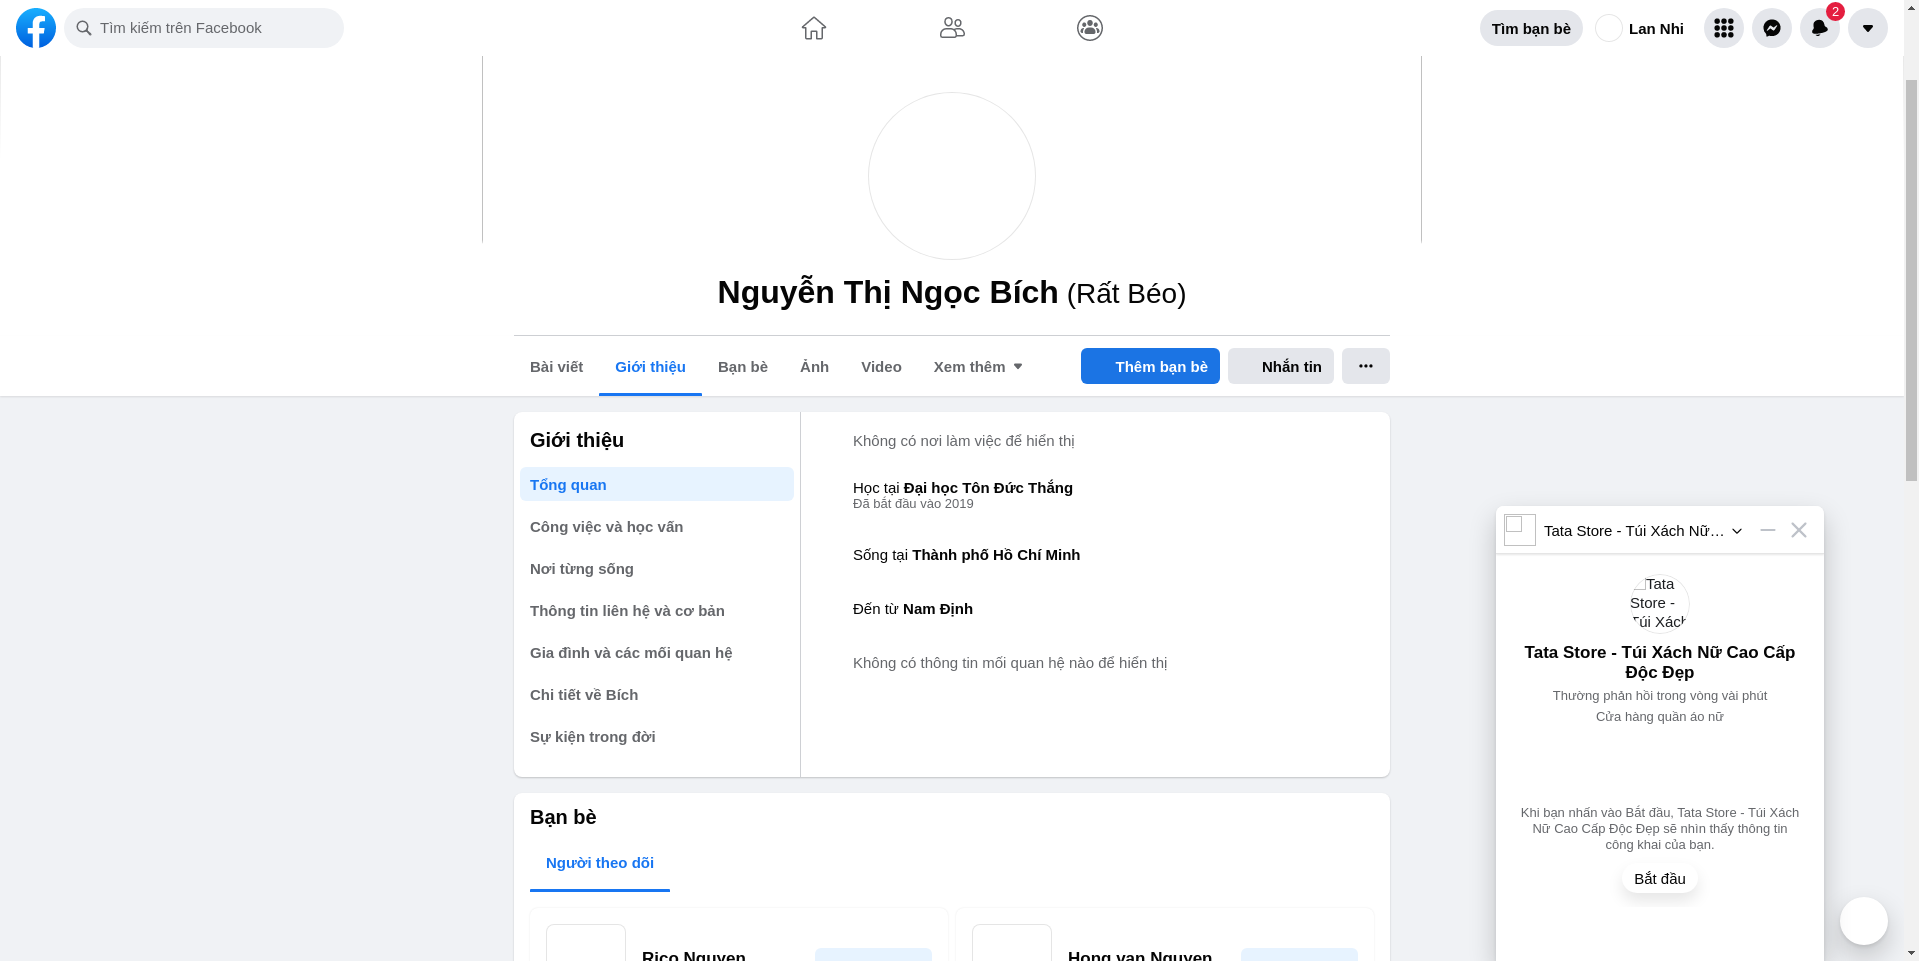 Tìm kiếm trên Facebook
Tìm bạn bè
Lan Nhi
2
Nguyễn Thị Ngọc Bích (Rất Béo)
Bài viết
Giới thiệu
Bạn bè
Ảnh
Video
Xem thêm
Thêm bạn bè
Nhắn tin
Giới thiệu
Tổng quan
Công việc và học vấn
Nơi từng sống
Thông tin liên hệ và cơ bản
Gia đình và các mối quan hệ
Chi tiết về Bích
Sự kiện trong đời
Không có nơi làm việc để hiển thị
Học tại Đại học Tôn Đức Thắng
Đã bắt đầu vào 2019
Sống tại Thành phố Hồ Chí Minh
Đến từ Nam Định
Không có thông tin mối quan hệ nào để hiển thị
Bạn bè
Người theo dõi
Rico Nguyen
Hong van Nguyen
Tata Store - Túi Xách Nữ…
Tata
Store -
Túi Xách
Tata Store - Túi Xách Nữ Cao Cấp
Độc Đẹp
Thường phản hồi trong vòng vài phút
Cửa hàng quần áo nữ
Khi bạn nhấn vào Bắt đầu, Tata Store - Túi Xách
Nữ Cao Cấp Độc Đẹp sẽ nhìn thấy thông tin
công khai của bạn.
Bắt đầu